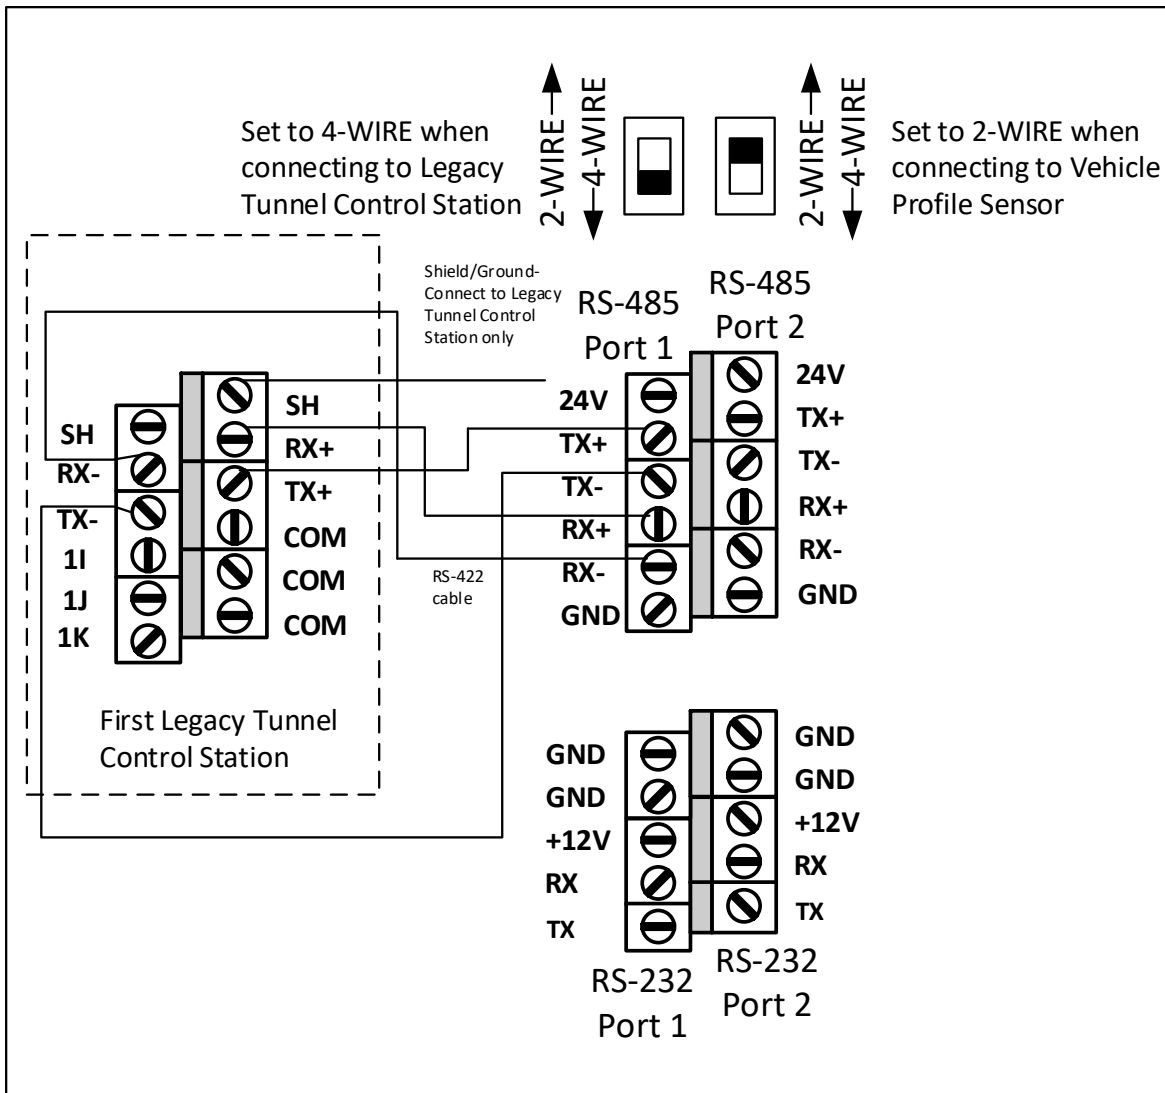 Set to 4-WIRE when
connecting to Legacy
Tunnel Control Station
2-WIRE
4-WIRE
2-WIRE
4-WIRE
Set to 2-WIRE when
connecting to Vehicle
Profile Sensor
Shield/Ground-
Connect to Legacy
Tunnel Control
Station only
RS-485
Port 1
RS-485
Port 2
SH
RX-
TX-
1I
1J
1K
SH
RX+
TX+
COM
COM
COM
First Legacy Tunnel
Control Station
RS-422
cable
24V
TX+
TX-
RX+
RX-
GND
24V
TX+
TX-
RX+
RX-
GND
GND
GND
+12V
RX
TX
GND
GND
+12V
RX
TX
RS-232
Port 1
RS-232
Port 2